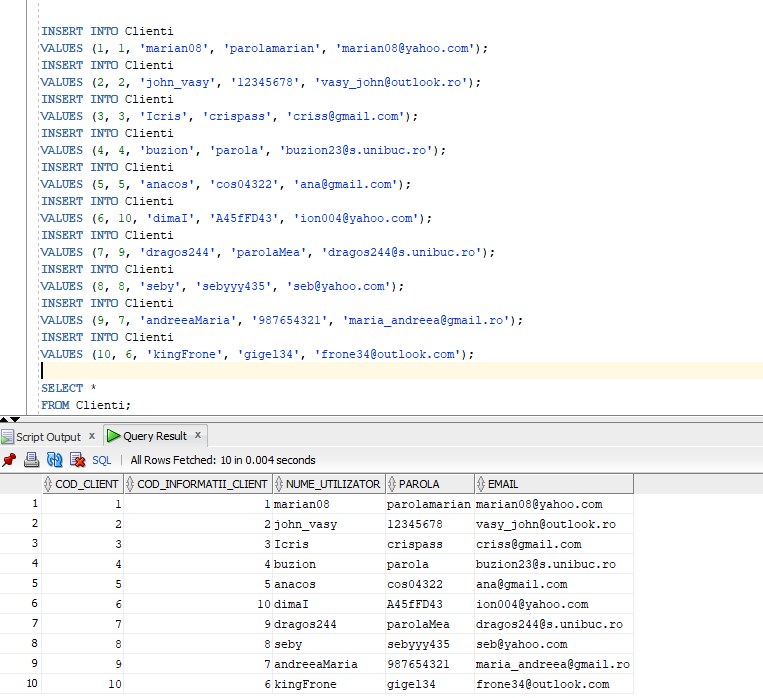 INSERT INTO Clienti
VALUES (1, 1, 'marian08', 'parolamarian', 'marian08@yahoo.com');
INSERT INTO Clienti
VALUES (2, 2, 'john_vasy', '12345678', 'vasy_john@outlook.ro');
INSERT INTO Clienti
VALUES (3, 3, 'Icris', 'crispass', 'criss@gmail.com');
INSERT INTO Clienti
VALUES (4, 4, 'buzion', 'parola', 'buzion23@s.unibuc.ro');
INSERT INTO Clienti
VALUES (5, 5, 'anacos', 'cos04322', 'ana@gmail.com');
INSERT INTO Clienti
VALUES (6, 10, 'dimaI', 'A45fFD43', 'ion004@yahoo.com');
INSERT INTO Clienti
VALUES (7, 9, 'dragos244', 'parolaMea', 'dragos244@s.unibuc.ro');
INSERT INTO Clienti
VALUES (8, 8, 'seby', 'sebyyy435', 'seb@yahoo.com');
INSERT INTO Clienti
VALUES (9, 7, 'andreeaMaria', '987654321', 'maria_andreea@gmail.ro');
INSERT INTO Clienti
VALUES (10, 6, 'kingFrone', 'gigel34', 'frone34@outlook.com');
SELECT *
FROM Clienti;
Script Output x Query Result x
SQL | All Rows Fetched: 10 in 0.004 seconds
COD_CLIENT COD_INFORMATII_CLIENT NUME_UTILIZATOR PAROLA EMAIL
1 1 1 marian08 parolamarian marian08@yahoo.com
2 2 2 john_vasy 12345678 vasy_john@outlook.ro
3 3 3 Icris crispass criss@gmail.com
4 4 4 buzion parola buzion23@s.unibuc.ro
5 5 5 anacos cos04322 ana@gmail.com
6 6 10 dimaI A45fFD43 ion004@yahoo.com
7 7 9 dragos244 parolaMea dragos244@s.unibuc.ro
8 8 8 seby sebyyy435 seb@yahoo.com
9 9 7 andreeaMaria 987654321 maria_andreea@gmail.ro
10 10 6 kingFrone gigel34 frone34@outlook.com